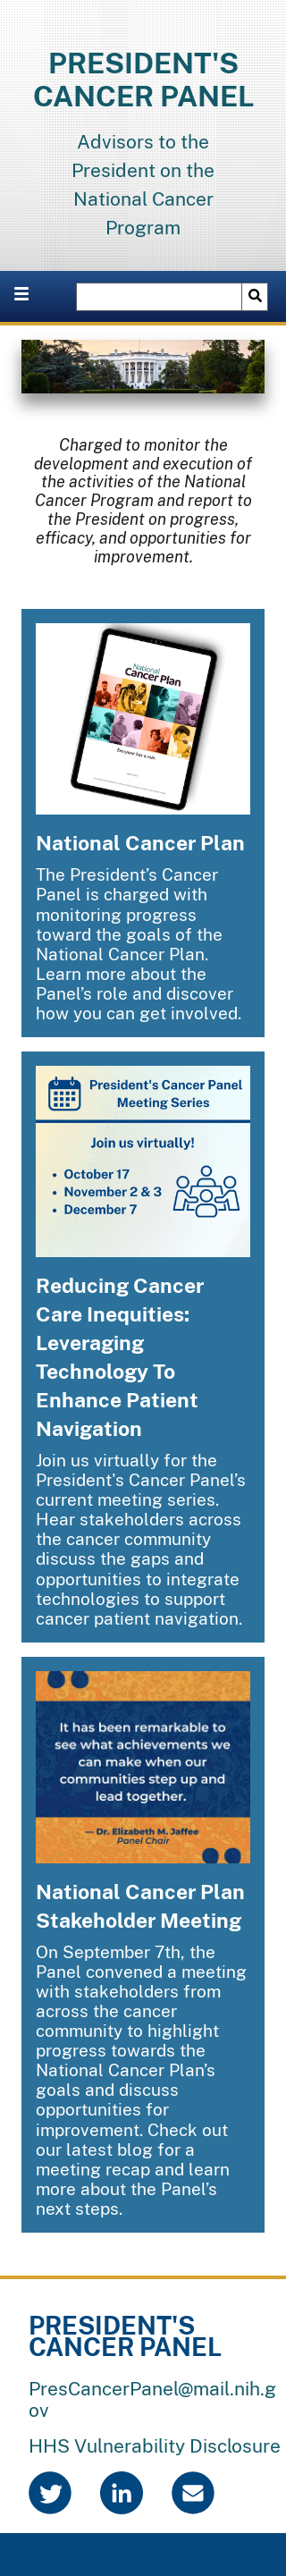 PRESIDENT'S
CANCER PANEL
Advisors to the
President on the
National Cancer
Program
Charged to monitor the
development and execution of
the activities of the National
Cancer Program and report to
the President on progress,
efficacy, and opportunities for
improvement.
National
Cancer Plan
Everyone has a role.
National Cancer Plan
The President’s Cancer
Panel is charged with
monitoring progress
toward the goals of the
National Cancer Plan.
Learn more about the
Panel’s role and discover
how you can get involved.
President's Cancer Panel
Meeting Series
Join us virtually!
• October 17
• November 2 & 3
• December 7
Reducing Cancer
Care Inequities:
Leveraging
Technology To
Enhance Patient
Navigation
Join us virtually for the
President's Cancer Panel’s
current meeting series.
Hear stakeholders across
the cancer community
discuss the gaps and
opportunities to integrate
technologies to support
cancer patient navigation.
It has been remarkable to
see what achievements we
can make when our
communities step up and
lead together.
— Dr. Elizabeth M. Jaffee
Panel Chair
National Cancer Plan
Stakeholder Meeting
On September 7th, the
Panel convened a meeting
with stakeholders from
across the cancer
community to highlight
progress towards the
National Cancer Plan’s
goals and discuss
opportunities for
improvement. Check out
our latest blog for a
meeting recap and learn
more about the Panel’s
next steps.
PRESIDENT'S
CANCER PANEL
PresCancerPanel@mail.nih.g
ov
HHS Vulnerability Disclosure